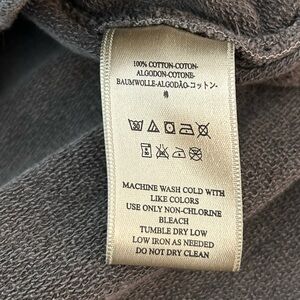 100% COTTON-COTON-
ALGODON-COTONE-
BAUMWOLLE-ALGODÃO-コットン-
棉
MACHINE WASH COLD WITH
LIKE COLORS
USE ONLY NON-CHLORINE
BLEACH
TUMBLE DRY LOW
LOW IRON AS NEEDED
DO NOT DRY CLEAN